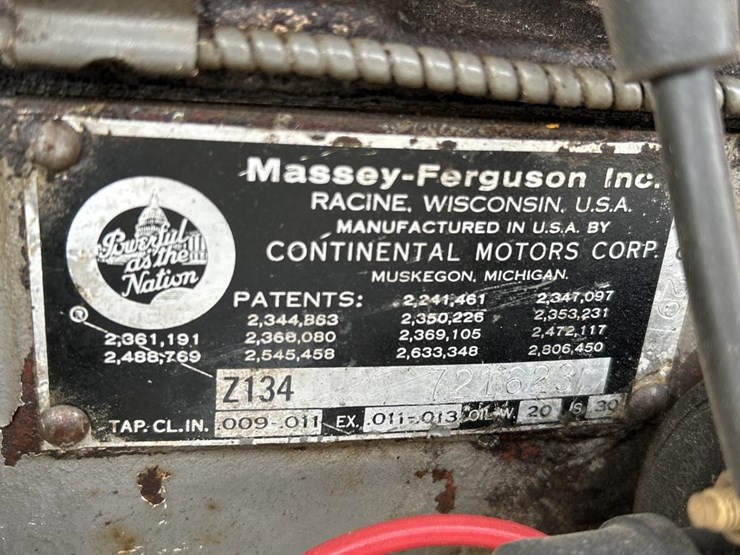 Massey-Ferguson Inc.
RACINE, WISCONSIN, U.S.A.
MANUFACTURED IN U.S.A. BY
CONTINENTAL MOTORS CORP.
MUSKEGON, MICHIGAN.
Powerful
as the
Nation
®
PATENTS: 2,241,461 2,347,097
2,344,863 2,350,226 2,353,231
2,361,191 2,368,080 2,369,105 2,472,117
2,488,769 2,545,458 2,633,348 2,806,450
Z134
TAP. CL. IN. 009-.011 EX. .011-.013 OIL W. 20 S 30